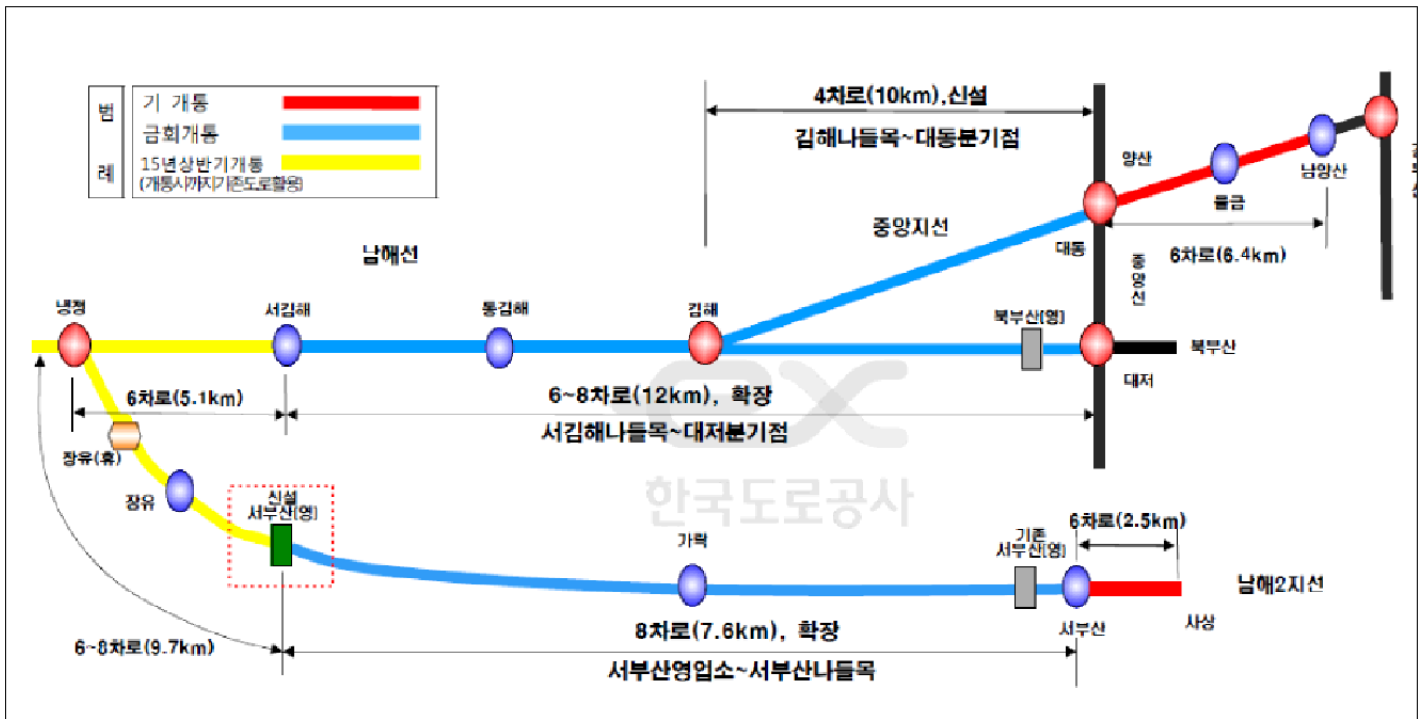 범
례
기 개통
금회개통
15년상반기개통
(개통시까지기존도로활용)
4차로(10km),신설
김해나들목~대동분기점
양산
남양산
물금
6차로(6.4km)
중앙지선
대동
중앙선
남해선
냉정
서김해
동김해
김해
북부산(영)
북부산
대저
6차로(5.1km)
6~8차로(12km), 확장
서김해나들목~대저분기점
ex
한국도로공사
장유(휴)
장유
신설
서부산(영)
가락
기존
서부산(영)
6차로(2.5km)
남해2지선
서부산
사상
6~8차로(9.7km)
8차로(7.6km), 확장
서부산영업소~서부산나들목